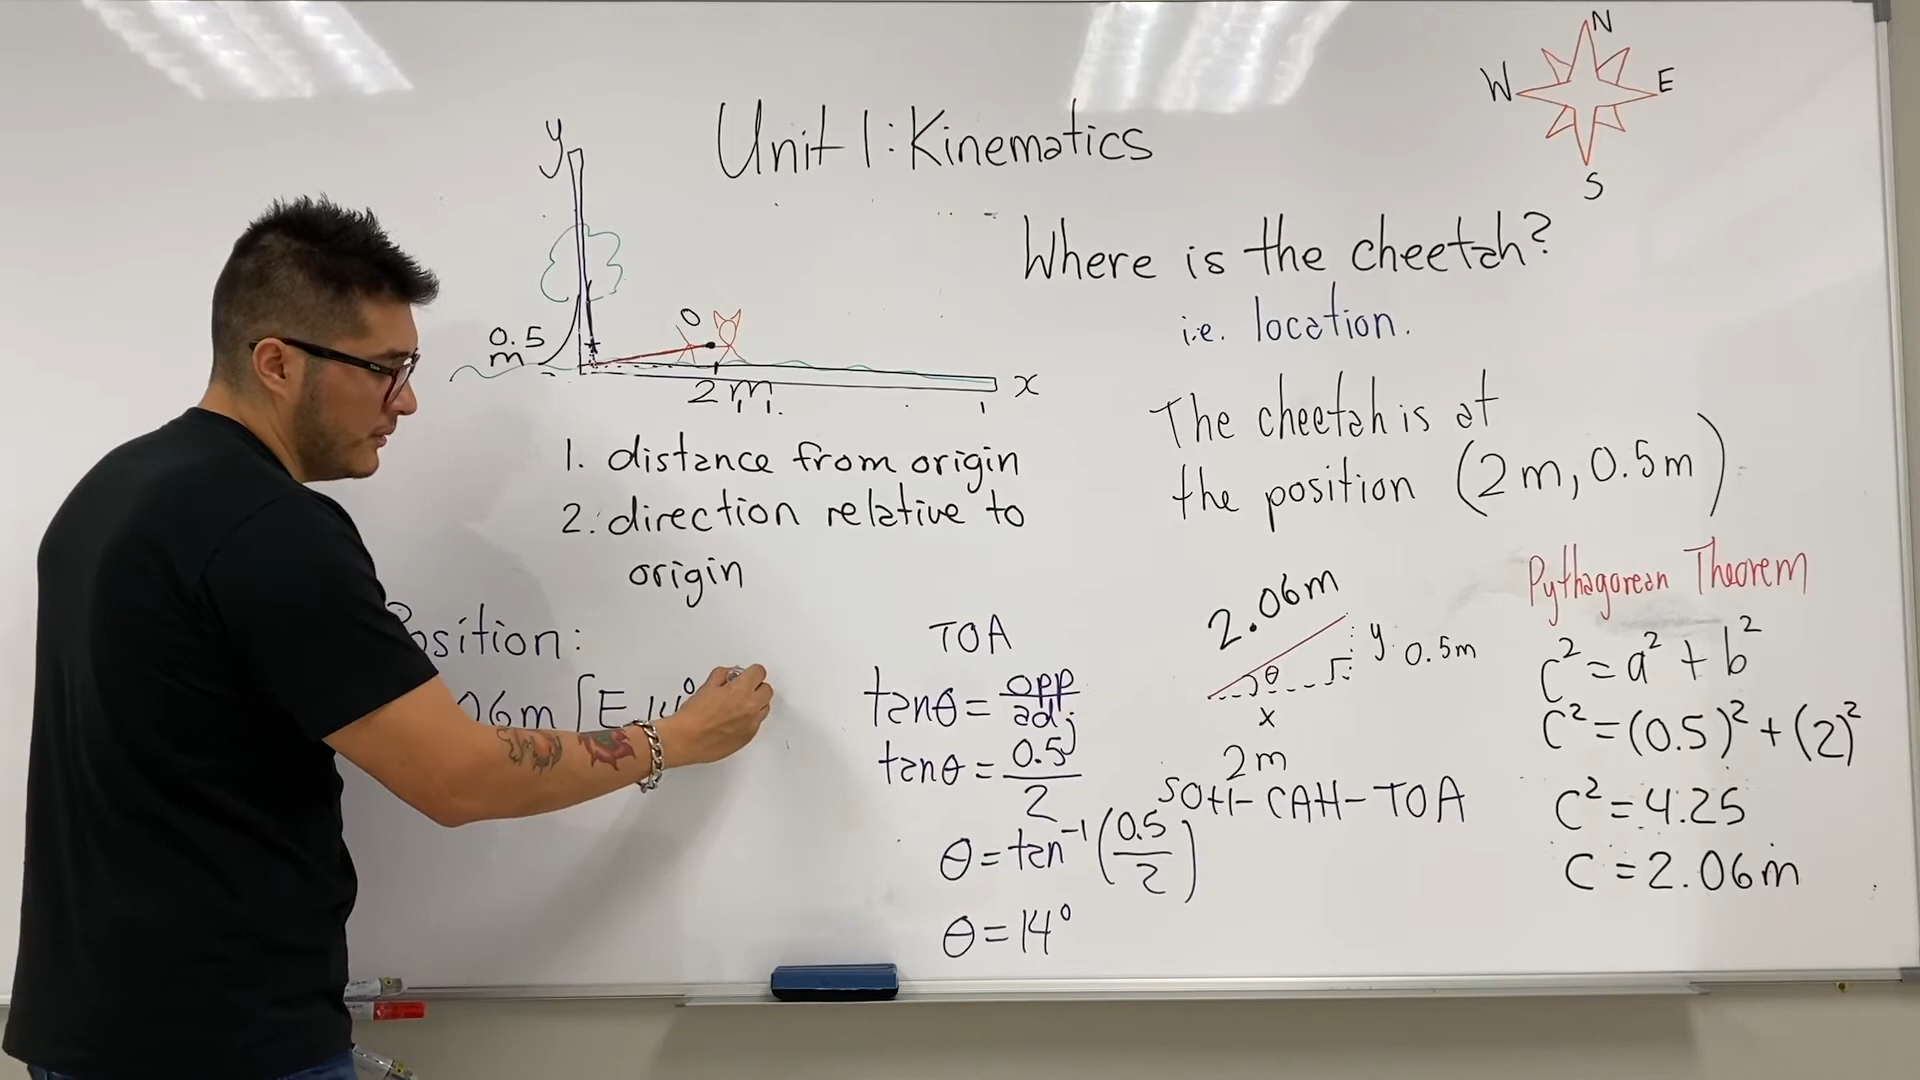 Unit 1: Kinematics
N
W E
S
y
0.5
m
2m
x
Where is the cheetah?
i.e. location.
The cheetah is at
the position (2m, 0.5m)
1. distance from origin
2. direction relative to
origin
Position:
06m [E 14°
TOA
tanθ = opp/adj
tanθ = 0.5/2
θ = tan⁻¹(0.5/2)
θ = 14°
2.06m
θ
y 0.5m
x
2m
SOH-CAH-TOA
Pythagorean Theorem
c² = a² + b²
c² = (0.5)² + (2)²
c² = 4.25
c = 2.06m